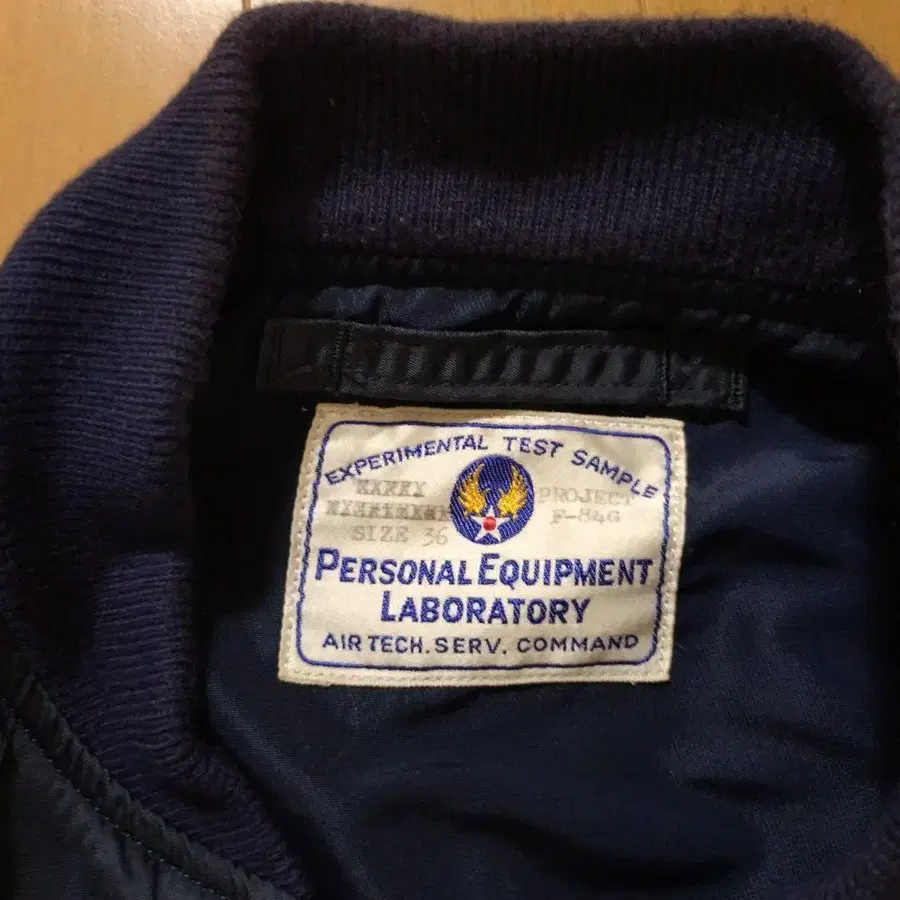 EXPERIMENTAL TEST SAMPLE
PROJECT
SIZE 36 F-84G
PERSONAL EQUIPMENT
LABORATORY
AIR TECH. SERV. COMMAND